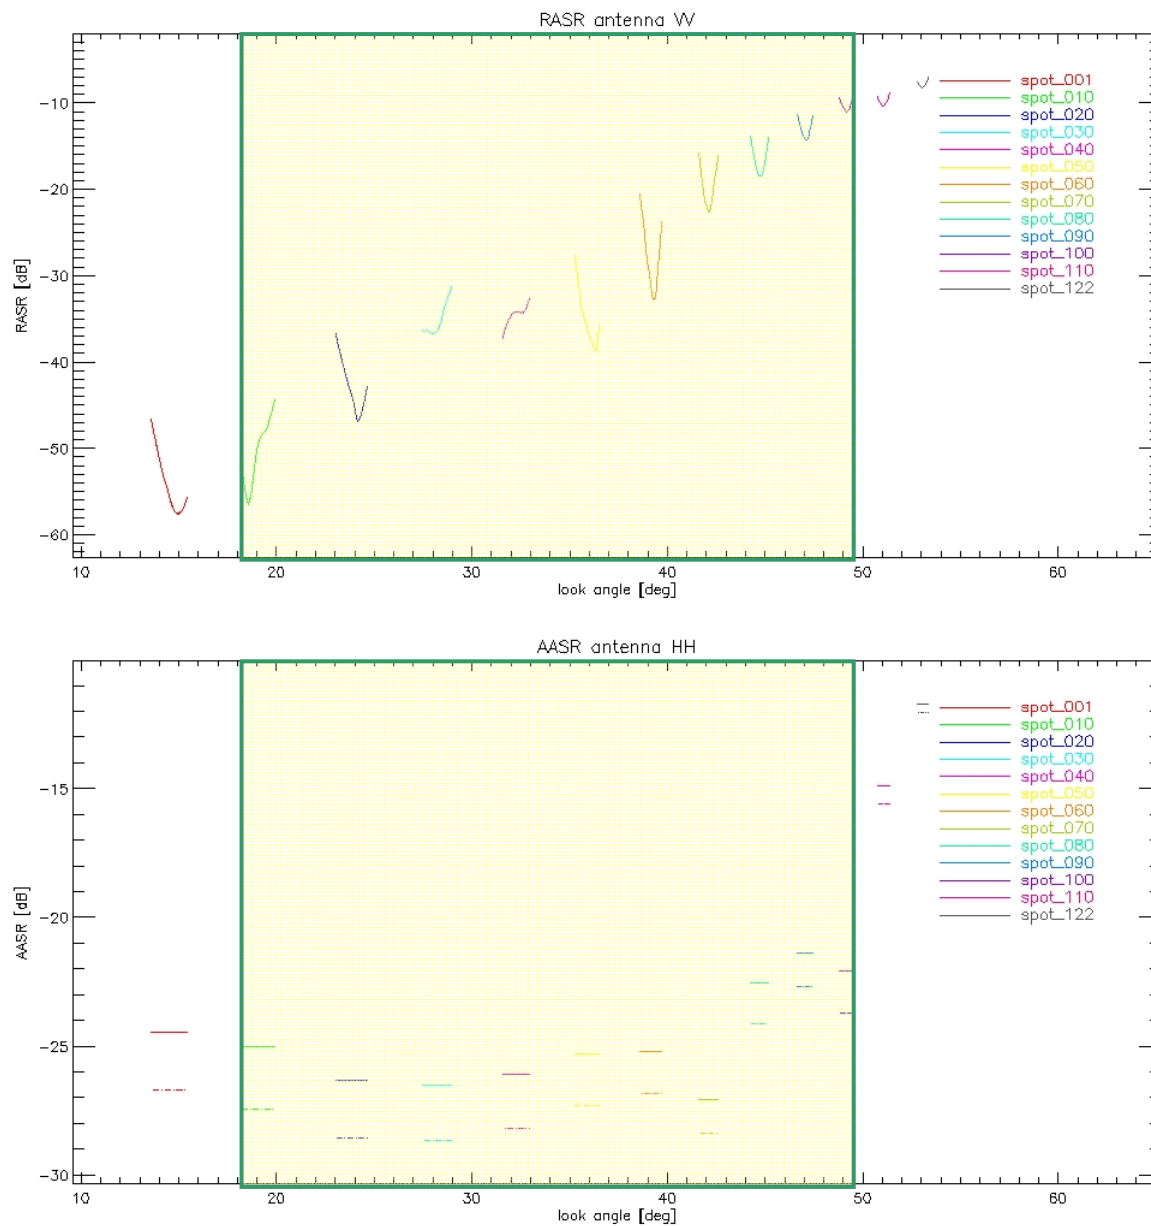 RASR antenna VV
-10
-20
-30
-40
-50
-60
RASR [dB]
spot_001
spot_010
spot_020
spot_030
spot_040
spot_050
spot_060
spot_070
spot_080
spot_090
spot_100
spot_110
spot_122
10 20 30 40 50 60
look angle [deg]
AASR antenna HH
-15
-20
-25
-30
AASR [dB]
spot_001
spot_010
spot_020
spot_030
spot_040
spot_050
spot_060
spot_070
spot_080
spot_090
spot_100
spot_110
spot_122
10 20 30 40 50 60
look angle [deg]